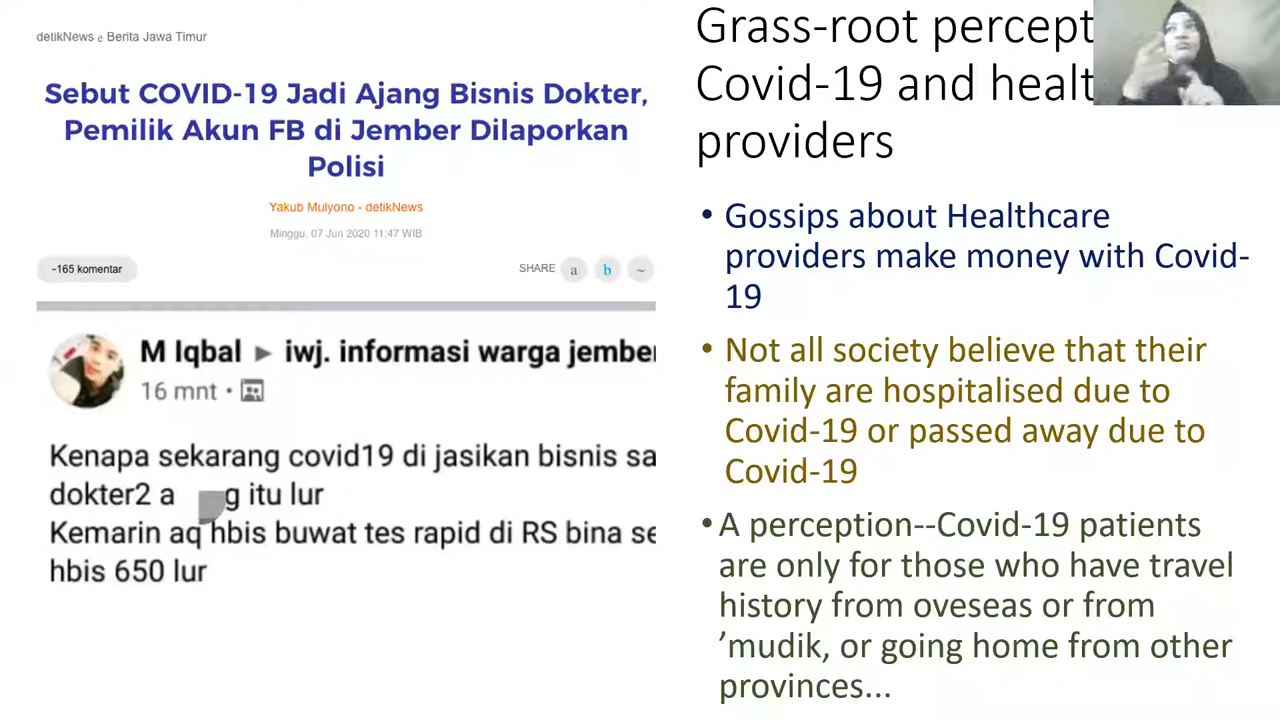 detikNews e Berita Jawa Timur
Sebut COVID-19 Jadi Ajang Bisnis Dokter,
Pemilik Akun FB di Jember Dilaporkan
Polisi
Yakub Mulyono - detikNews
Minggu, 07 Jun 2020 11:47 WIB
-165 komentar
SHARE a b ~
M Iqbal ▶ iwj. informasi warga jember
16 mnt •
Kenapa sekarang covid19 di jasikan bisnis sa
dokter2 a g itu lur
Kemarin aq hbis buwat tes rapid di RS bina se
hbis 650 lur
Grass-root percept
Covid-19 and healt
providers
• Gossips about Healthcare
providers make money with Covid-
19
• Not all society believe that their
family are hospitalised due to
Covid-19 or passed away due to
Covid-19
• A perception--Covid-19 patients
are only for those who have travel
history from oveseas or from
’mudik, or going home from other
provinces...